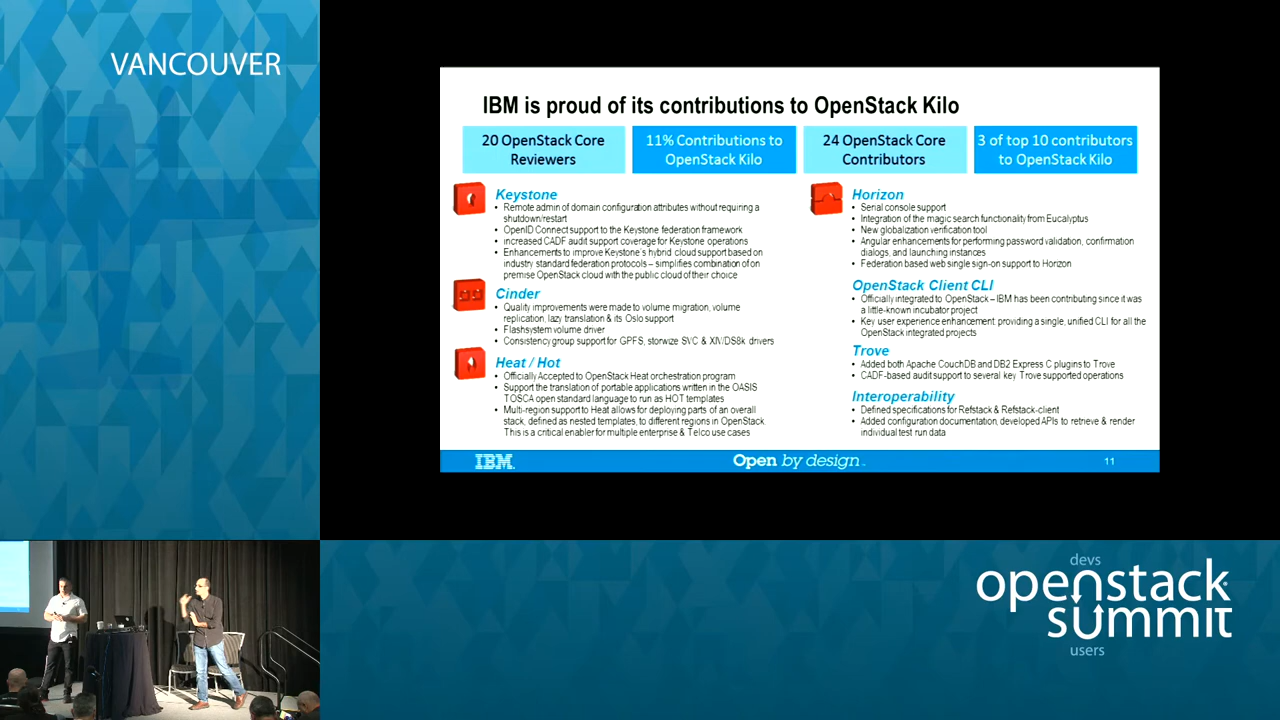 VANCOUVER
IBM is proud of its contributions to OpenStack Kilo
20 OpenStack Core
Reviewers
11% Contributions to
OpenStack Kilo
24 OpenStack Core
Contributors
3 of top 10 contributors
to OpenStack Kilo
Keystone
• Remote admin of domain configuration attributes without requiring a
shutdown/restart
• OpenID Connect support to the Keystone federation framework
• Increased CADF audit support coverage for Keystone operations
• Enhancements to improve Keystone's hybrid cloud support based on
industry standard federation protocols – simplifies combination of on
premise OpenStack cloud with the public cloud of their choice
Cinder
• Quality improvements were made to volume migration, volume
replication, lazy translation & its Oslo support
• Flashsystem volume driver
• Consistency group support for GPFS, storwize SVC & XIV/DS8k drivers
Heat / Hot
• Officially Accepted to OpenStack Heat orchestration program
• Support the translation of portable applications written in the OASIS
TOSCA open standard language to run as HOT templates
• Multi-region support to Heat allows for deploying parts of an overall
stack, defined as nested templates, to different regions in OpenStack.
This is a critical enabler for multiple enterprise & Telco use cases
Horizon
• Serial console support
• Integration of the magic search functionality from Eucalyptus
• New globalization verification tool
• Angular enhancements for performing password validation, confirmation
dialogs, and launching instances
• Federation based web single sign-on support to Horizon
OpenStack Client CLI
• Officially integrated to OpenStack – IBM has been contributing since it was
a little-known incubator project
• Key user experience enhancement: providing a single, unified CLI for all the
OpenStack integrated projects
Trove
• Added both Apache CouchDB and DB2 Express C plugins to Trove
• CADF-based audit support to several key Trove supported operations
Interoperability
• Defined specifications for Refstack & Refstack-client
• Added configuration documentation, developed APIs to retrieve & render
individual test run data
IBM
Open by design
11
devs
openstack
summit
users